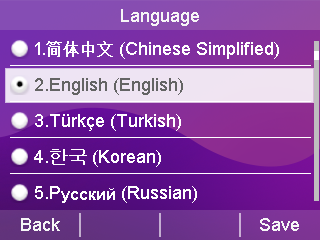 Language
1.简体中文 (Chinese Simplified)
2.English (English)
3.Türkçe (Turkish)
4.한국 (Korean)
5.Русский (Russian)
Back Save